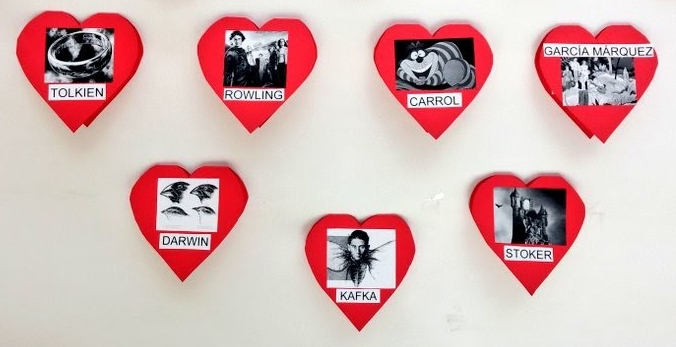 TOLKIEN
ROWLING
CARROL
GARCÍA MÁRQUEZ
DARWIN
KAFKA
STOKER